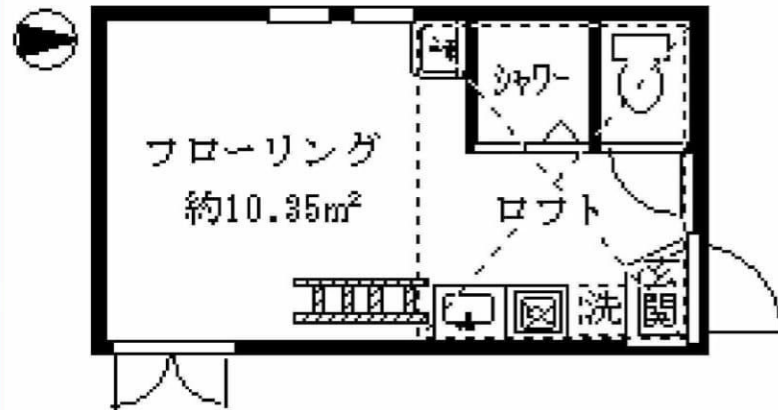 シャワー
フローリング
約10.35m²
ロフト
洗
玄
関